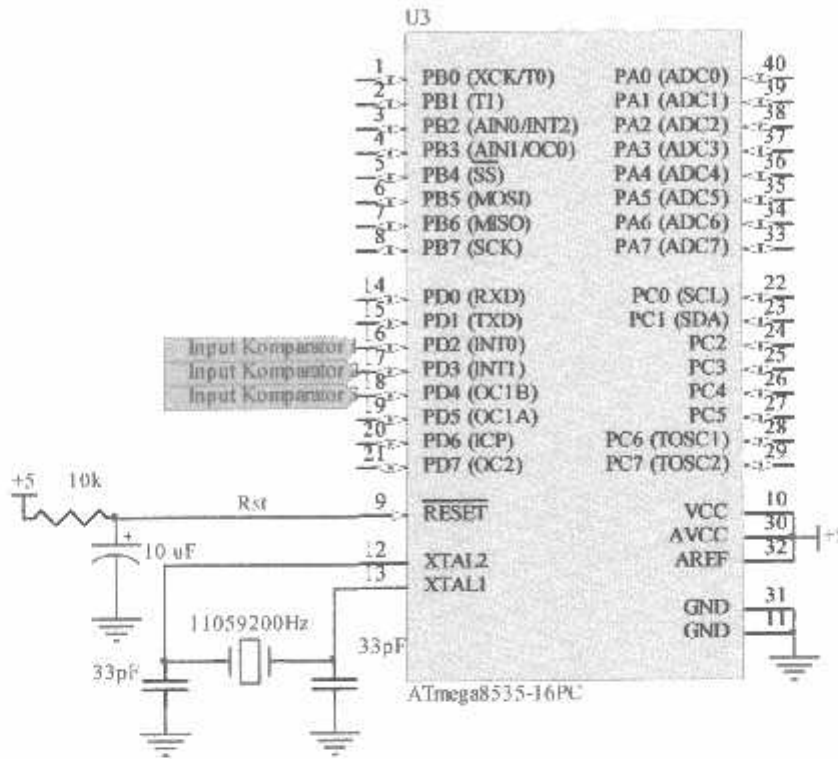 U3
1 PB0 (XCK/T0)
2 PB1 (T1)
3 PB2 (AIN0/INT2)
4 PB3 (AIN1/OC0)
5 PB4 (SS)
6 PB5 (MOSI)
7 PB6 (MISO)
8 PB7 (SCK)
PA0 (ADC0) 40
PA1 (ADC1) 39
PA2 (ADC2) 38
PA3 (ADC3) 37
PA4 (ADC4) 36
PA5 (ADC5) 35
PA6 (ADC6) 34
PA7 (ADC7) 33
14 PD0 (RXD)
15 PD1 (TXD)
Input Komparator 1 16 PD2 (INT0)
Input Komparator 2 17 PD3 (INT1)
Input Komparator 3 18 PD4 (OC1B)
19 PD5 (OC1A)
20 PD6 (ICP)
21 PD7 (OC2)
PC0 (SCL) 22
PC1 (SDA) 23
PC2 24
PC3 25
PC4 26
PC5 27
PC6 (TOSC1) 28
PC7 (TOSC2) 29
+5 10k
Rst 9 RESET
10 uF
12 XTAL2
13 XTAL1
11059200Hz
33pF
33pF
VCC 10
AVCC 30
AREF 32
+5
GND 31
GND 11
ATmega8535-16PC